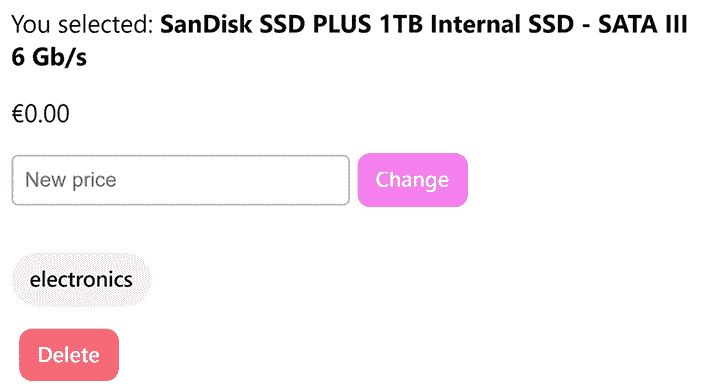 You selected: SanDisk SSD PLUS 1TB Internal SSD - SATA III
6 Gb/s
€0.00
New price
Change
electronics
Delete